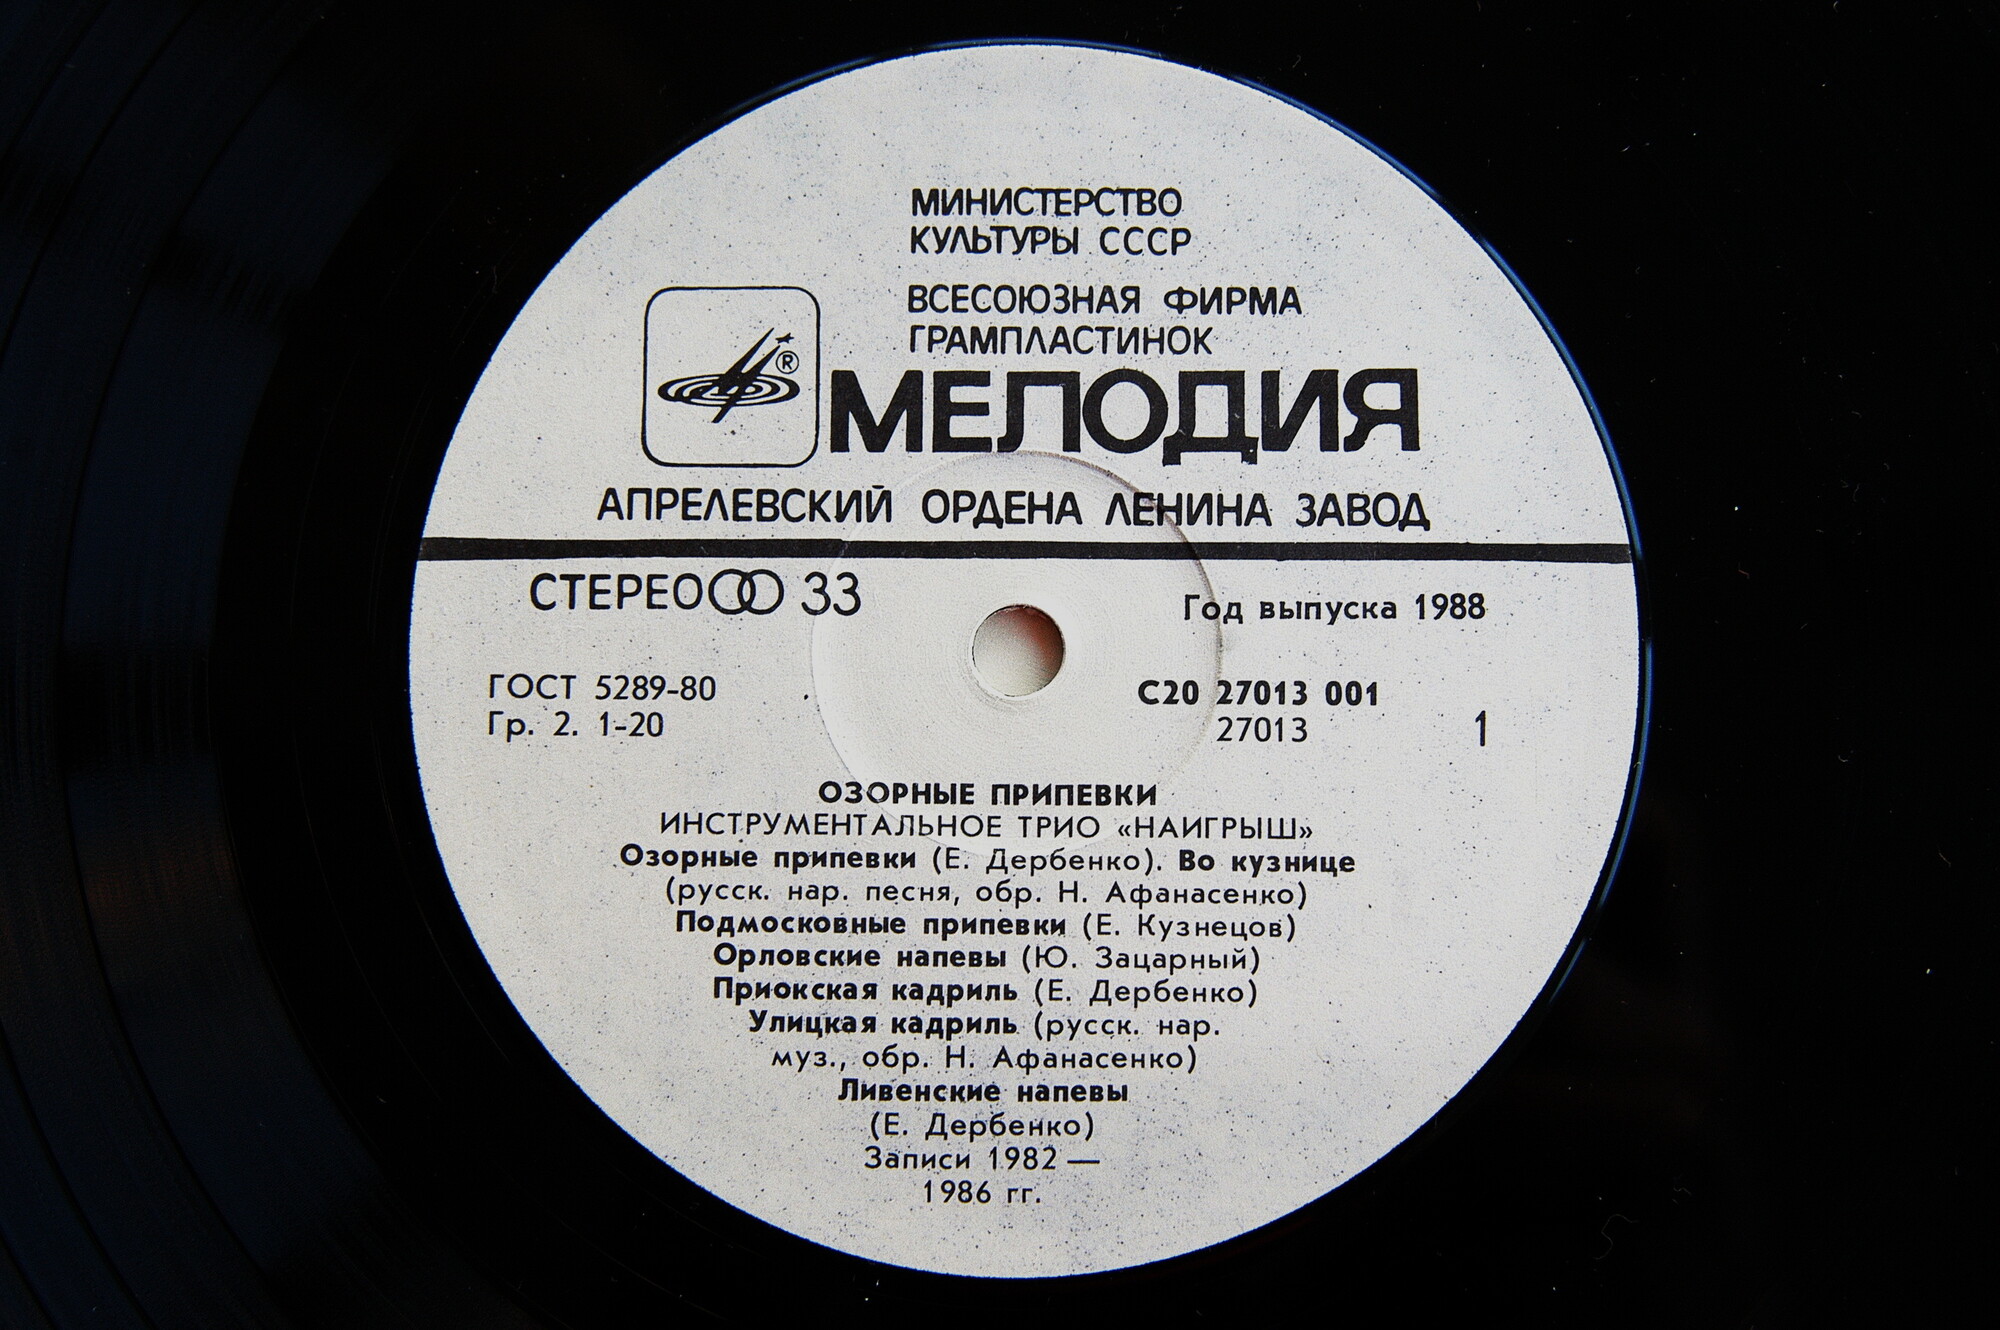 МИНИСТЕРСТВО
КУЛЬТУРЫ СССР
ВСЕСОЮЗНАЯ ФИРМА
ГРАМПЛАСТИНОК
®
МЕЛОДИЯ
АПРЕЛЕВСКИЙ ОРДЕНА ЛЕНИНА ЗАВОД
СТЕРЕО 33
Год выпуска 1988
ГОСТ 5289-80
Гр. 2. 1-20
С20 27013 001
27013
1
ОЗОРНЫЕ ПРИПЕВКИ
ИНСТРУМЕНТАЛЬНОЕ ТРИО «НАИГРЫШ»
Озорные припевки (Е. Дербенко). Во кузнице
(русск. нар. песня, обр. Н. Афанасенко)
Подмосковные припевки (Е. Кузнецов)
Орловские напевы (Ю. Зацарный)
Приокская кадриль (Е. Дербенко)
Улицкая кадриль (русск. нар.
муз., обр. Н. Афанасенко)
Ливенские напевы
(Е. Дербенко)
Записи 1982 —
1986 гг.